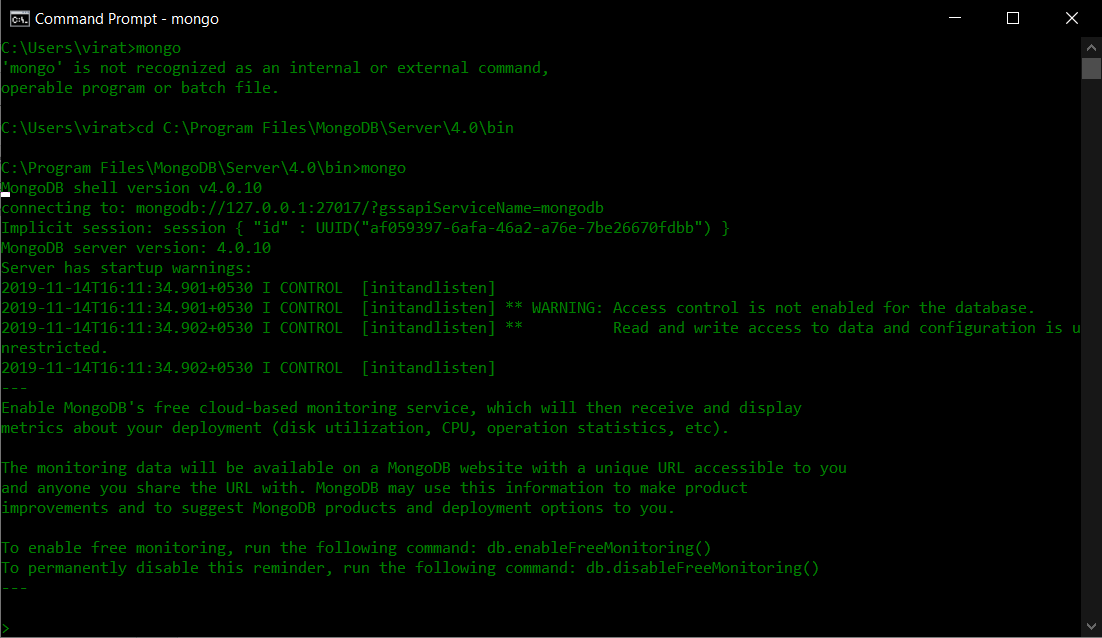 Command Prompt - mongo
C:\Users\virat>mongo
'mongo' is not recognized as an internal or external command,
operable program or batch file.
C:\Users\virat>cd C:\Program Files\MongoDB\Server\4.0\bin
C:\Program Files\MongoDB\Server\4.0\bin>mongo
MongoDB shell version v4.0.10
connecting to: mongodb://127.0.0.1:27017/?gssapiServiceName=mongodb
Implicit session: session { "id" : UUID("af059397-6afa-46a2-a76e-7be26670fdbb") }
MongoDB server version: 4.0.10
Server has startup warnings:
2019-11-14T16:11:34.901+0530 I CONTROL  [initandlisten]
2019-11-14T16:11:34.901+0530 I CONTROL  [initandlisten] ** WARNING: Access control is not enabled for the database.
2019-11-14T16:11:34.902+0530 I CONTROL  [initandlisten] **          Read and write access to data and configuration is u
nrestricted.
2019-11-14T16:11:34.902+0530 I CONTROL  [initandlisten]
---
Enable MongoDB's free cloud-based monitoring service, which will then receive and display
metrics about your deployment (disk utilization, CPU, operation statistics, etc).
The monitoring data will be available on a MongoDB website with a unique URL accessible to you
and anyone you share the URL with. MongoDB may use this information to make product
improvements and to suggest MongoDB products and deployment options to you.
To enable free monitoring, run the following command: db.enableFreeMonitoring()
To permanently disable this reminder, run the following command: db.disableFreeMonitoring()
---
>